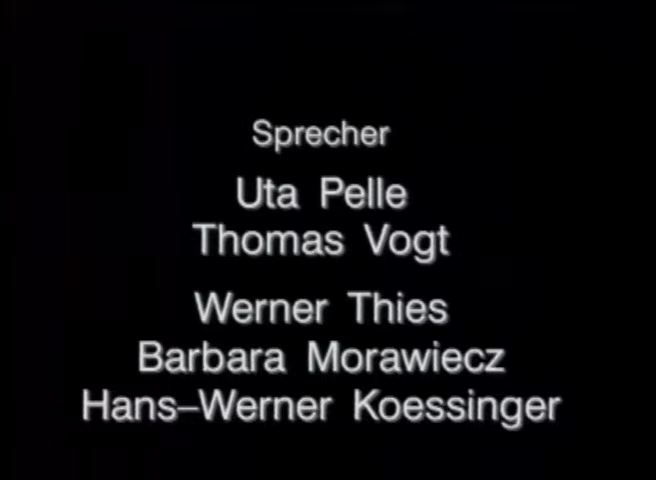 Sprecher
Uta Pelle
Thomas Vogt
Werner Thies
Barbara Morawiecz
Hans–Werner Koessinger